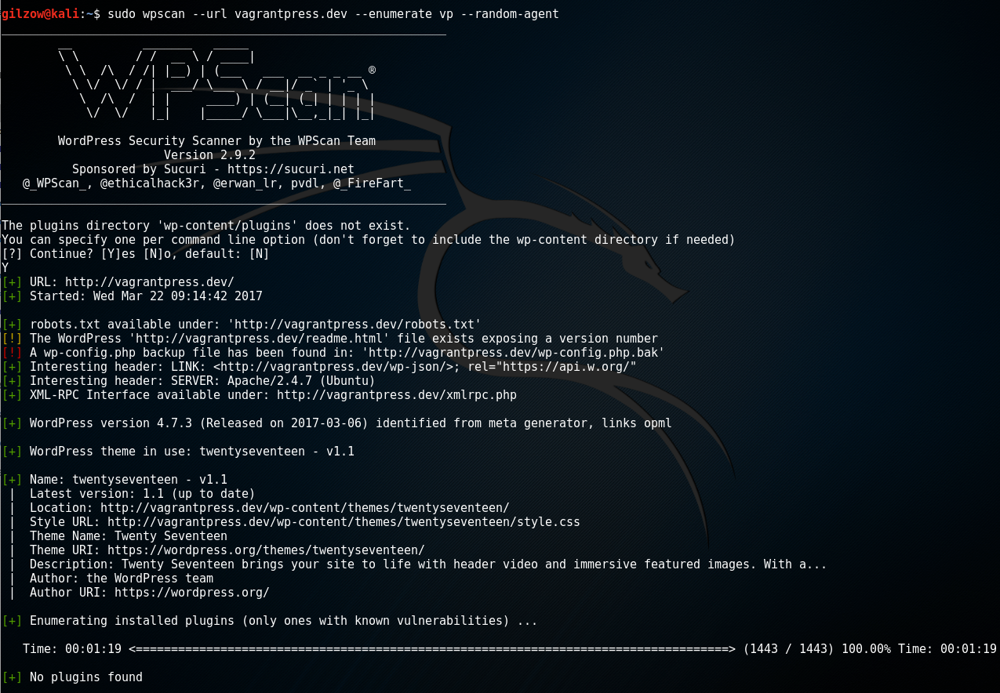 gilzow@kali:~$ sudo wpscan --url vagrantpress.dev --enumerate vp --random-agent
_______________________________________________________________
        __          _______   _____
        \ \        / /  __ \ / ____|
         \ \  /\  / /| |__) | (___   ___  __ _ _ __ ®
          \ \/  \/ / |  ___/ \___ \ / __|/ _` | '_ \
           \  /\  /  | |     ____) | (__| (_| | | | |
            \/  \/   |_|    |_____/ \___|\__,_|_| |_|

        WordPress Security Scanner by the WPScan Team
                       Version 2.9.2
          Sponsored by Sucuri - https://sucuri.net
   @_WPScan_, @ethicalhack3r, @erwan_lr, pvdl, @_FireFart_
_______________________________________________________________

The plugins directory 'wp-content/plugins' does not exist.
You can specify one per command line option (don't forget to include the wp-content directory if needed)
[?] Continue? [Y]es [N]o, default: [N]
Y
[+] URL: http://vagrantpress.dev/
[+] Started: Wed Mar 22 09:14:42 2017

[+] robots.txt available under: 'http://vagrantpress.dev/robots.txt'
[!] The WordPress 'http://vagrantpress.dev/readme.html' file exists exposing a version number
[!] A wp-config.php backup file has been found in: 'http://vagrantpress.dev/wp-config.php.bak'
[+] Interesting header: LINK: <http://vagrantpress.dev/wp-json/>; rel="https://api.w.org/"
[+] Interesting header: SERVER: Apache/2.4.7 (Ubuntu)
[+] XML-RPC Interface available under: http://vagrantpress.dev/xmlrpc.php

[+] WordPress version 4.7.3 (Released on 2017-03-06) identified from meta generator, links opml

[+] WordPress theme in use: twentyseventeen - v1.1

[+] Name: twentyseventeen - v1.1
 |  Latest version: 1.1 (up to date)
 |  Location: http://vagrantpress.dev/wp-content/themes/twentyseventeen/
 |  Style URL: http://vagrantpress.dev/wp-content/themes/twentyseventeen/style.css
 |  Theme Name: Twenty Seventeen
 |  Theme URI: https://wordpress.org/themes/twentyseventeen/
 |  Description: Twenty Seventeen brings your site to life with header video and immersive featured images. With a...
 |  Author: the WordPress team
 |  Author URI: https://wordpress.org/

[+] Enumerating installed plugins (only ones with known vulnerabilities) ...

   Time: 00:01:19 <====================================================================================> (1443 / 1443) 100.00% Time: 00:01:19

[+] No plugins found